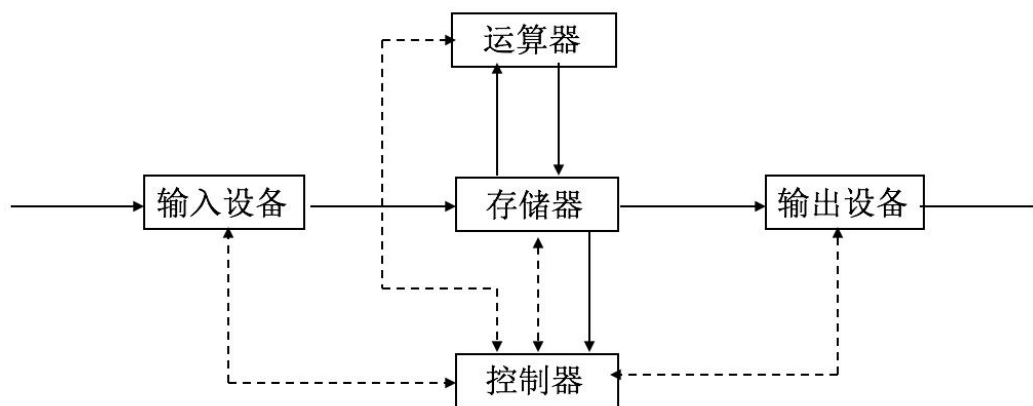 运算器
输入设备
存储器
输出设备
控制器